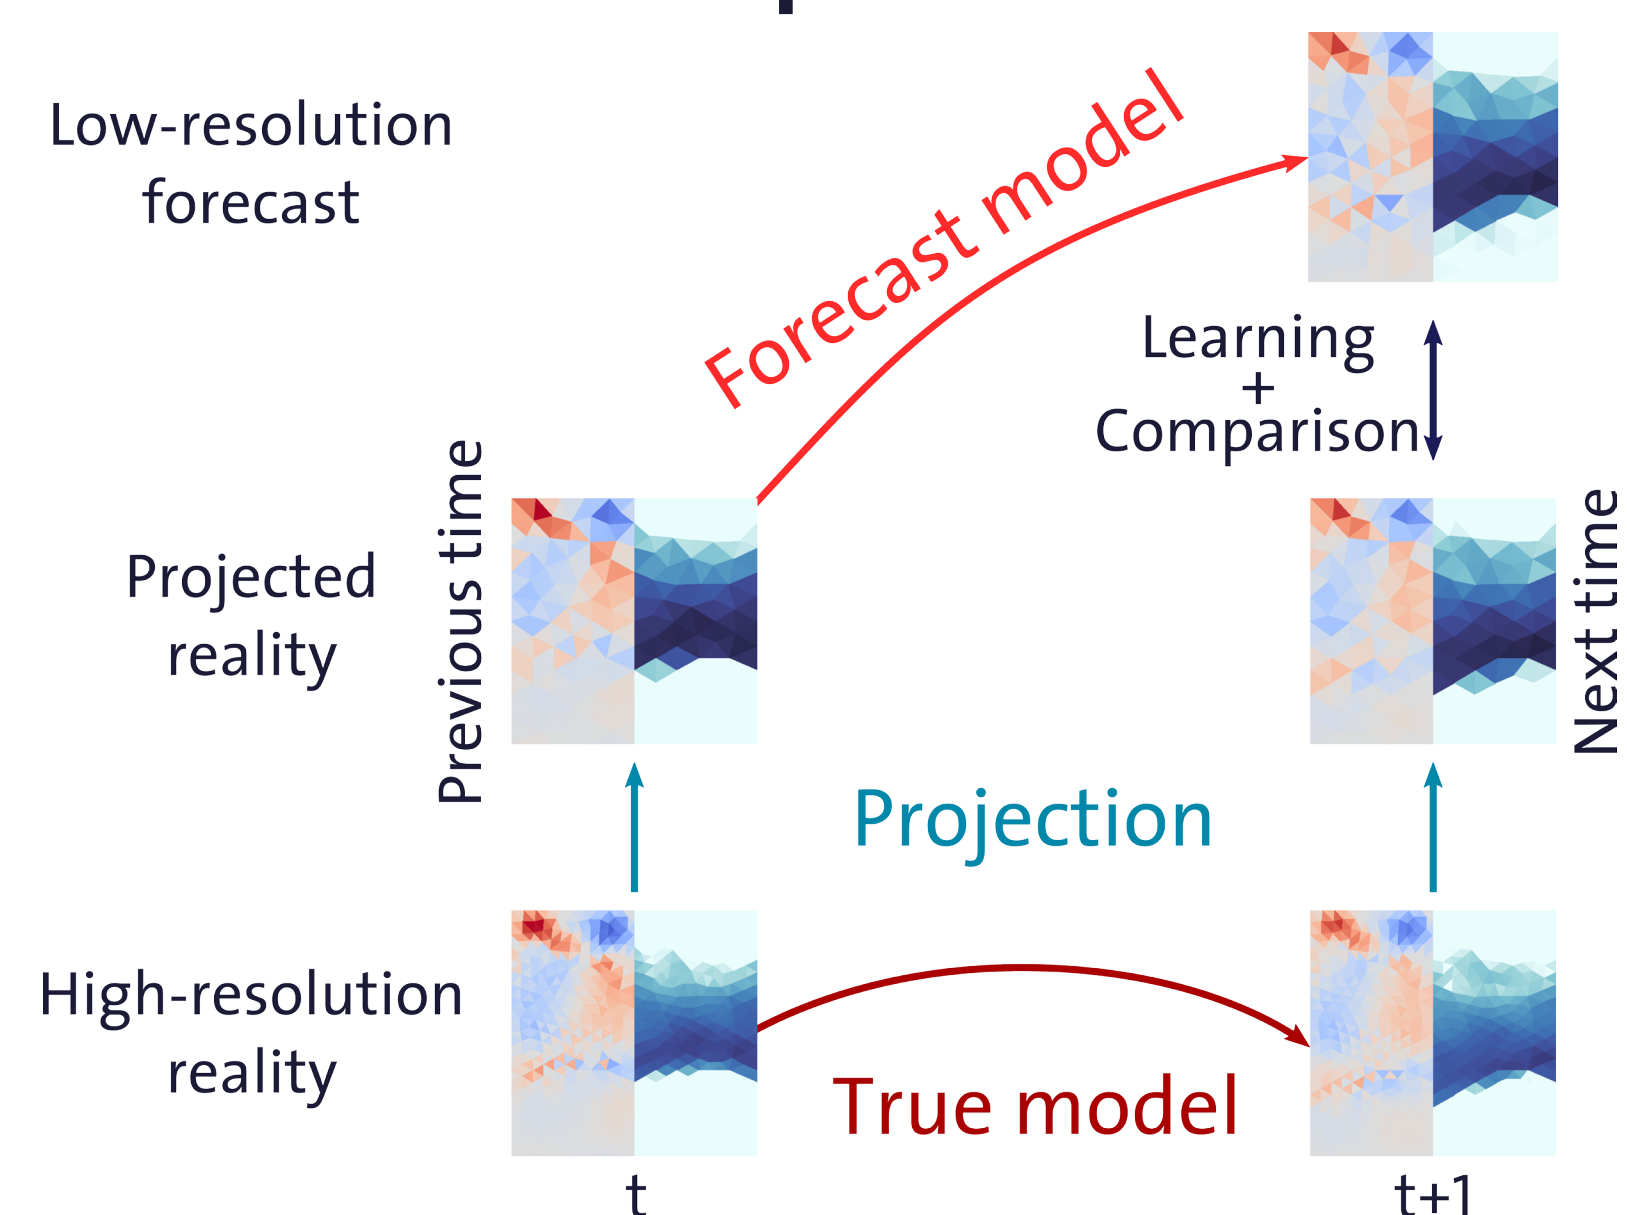 Low-resolution
forecast
Forecast model
Learning
+
Comparison
Previous time
Projected
reality
Next time
Projection
High-resolution
reality
True model
t
t+1